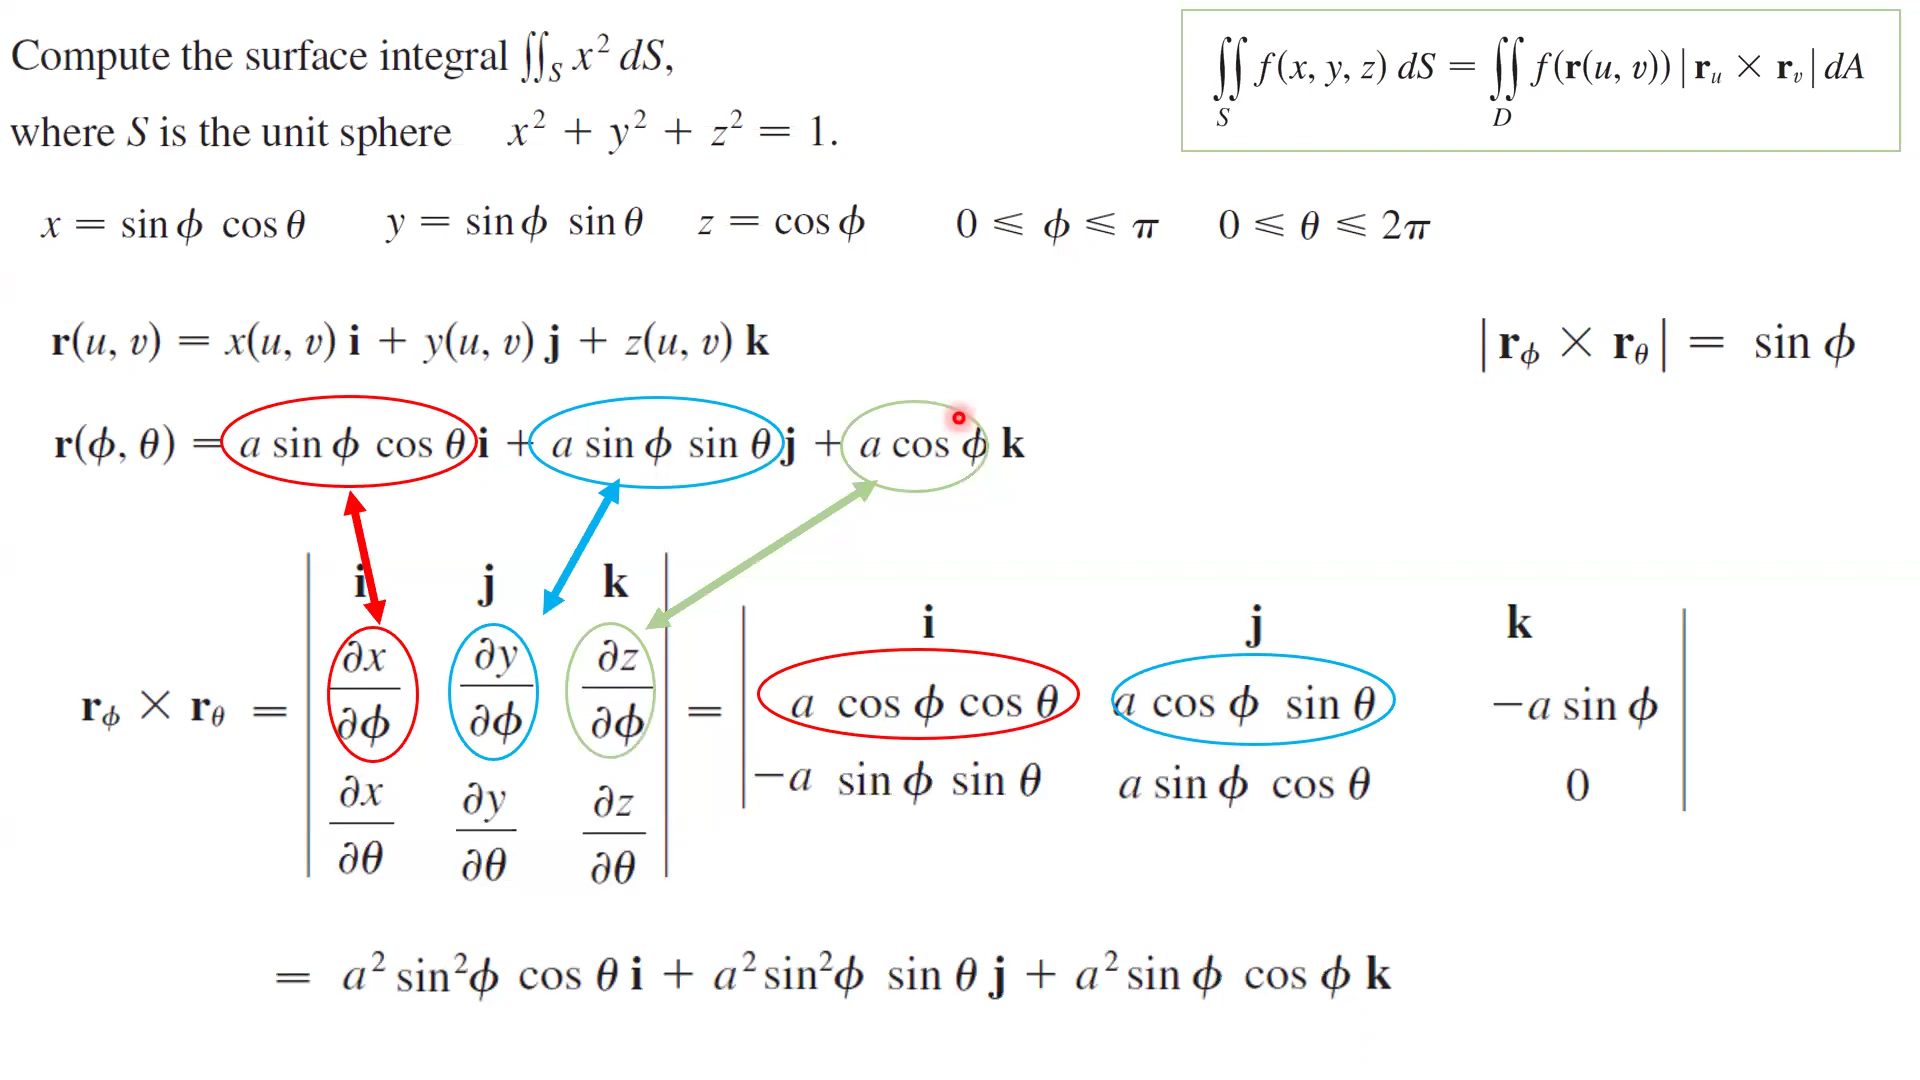 Compute the surface integral ∬_S x² dS,
where S is the unit sphere x² + y² + z² = 1.
∬_S f(x, y, z) dS = ∬_D f(r(u, v)) |r_u × r_v| dA
x = sin ϕ cos θ y = sin ϕ sin θ z = cos ϕ 0 ⩽ ϕ ⩽ π 0 ⩽ θ ⩽ 2π
r(u, v) = x(u, v) i + y(u, v) j + z(u, v) k
|r_ϕ × r_θ| = sin ϕ
r(ϕ, θ) = a sin ϕ cos θ i + a sin ϕ sin θ j + a cos ϕ k
r_ϕ × r_θ = | i j k ; ∂x/∂ϕ ∂y/∂ϕ ∂z/∂ϕ ; ∂x/∂θ ∂y/∂θ ∂z/∂θ | = | i j k ; a cos ϕ cos θ a cos ϕ sin θ −a sin ϕ ; −a sin ϕ sin θ a sin ϕ cos θ 0 |
= a² sin²ϕ cos θ i + a² sin²ϕ sin θ j + a² sin ϕ cos ϕ k